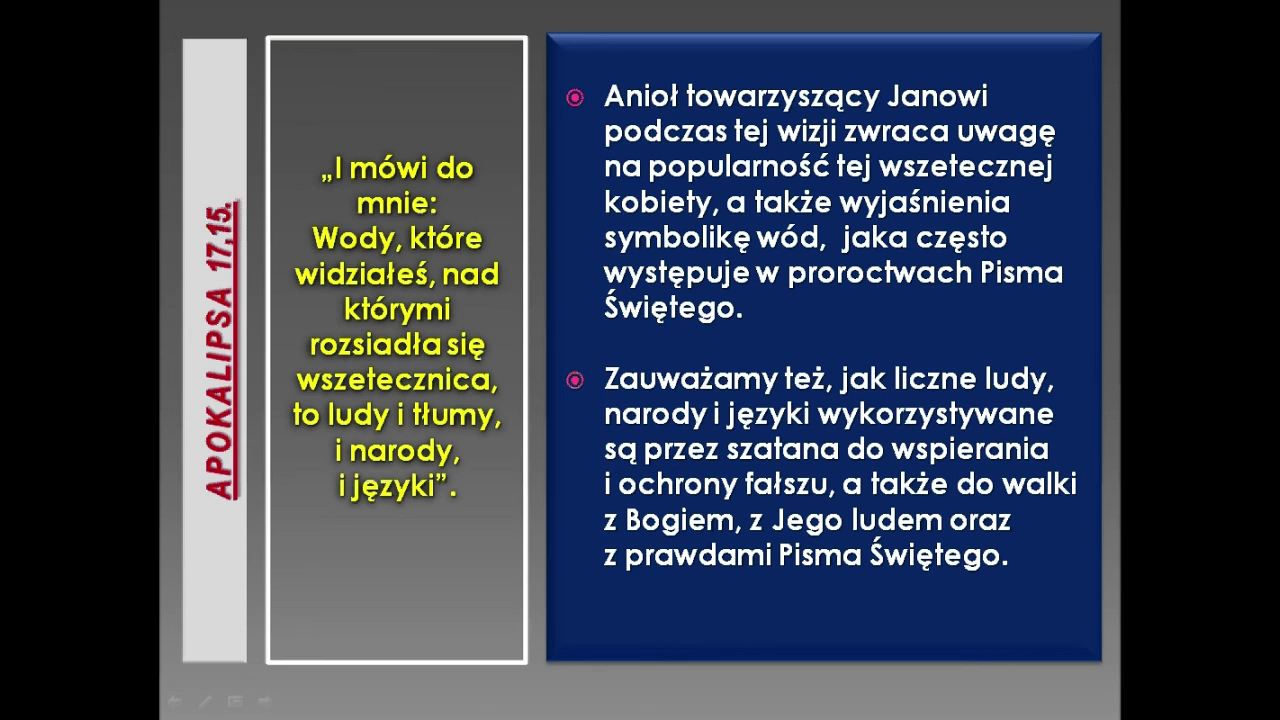 APOKALIPSA 17,15.
„I mówi do
mnie:
Wody, które
widziałeś, nad
którymi
rozsiadła się
wszetecznica,
to ludy i tłumy,
i narody,
i języki”.
Anioł towarzyszący Janowi
podczas tej wizji zwraca uwagę
na popularność tej wszetecznej
kobiety, a także wyjaśnienia
symbolikę wód,  jaka często
występuje w proroctwach Pisma
Świętego.
Zauważamy też, jak liczne ludy,
narody i języki wykorzystywane
są przez szatana do wspierania
i ochrony fałszu, a także do walki
z Bogiem, z Jego ludem oraz
z prawdami Pisma Świętego.